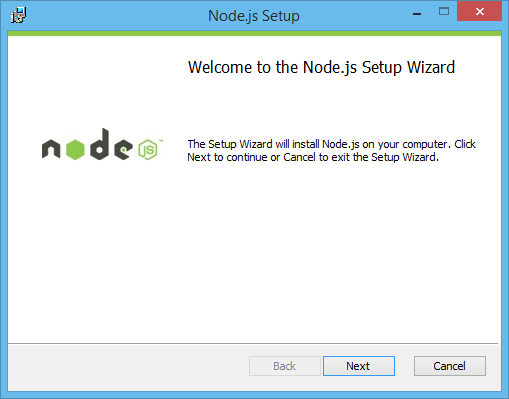 Node.js Setup
Welcome to the Node.js Setup Wizard
node JS™
The Setup Wizard will install Node.js on your computer. Click
Next to continue or Cancel to exit the Setup Wizard.
Back
Next
Cancel